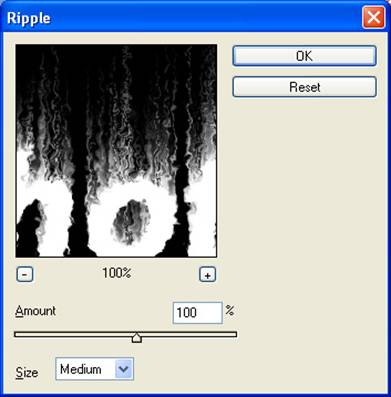 Ripple
OK
Reset
- 100% +
Amount 100 %
Size Medium